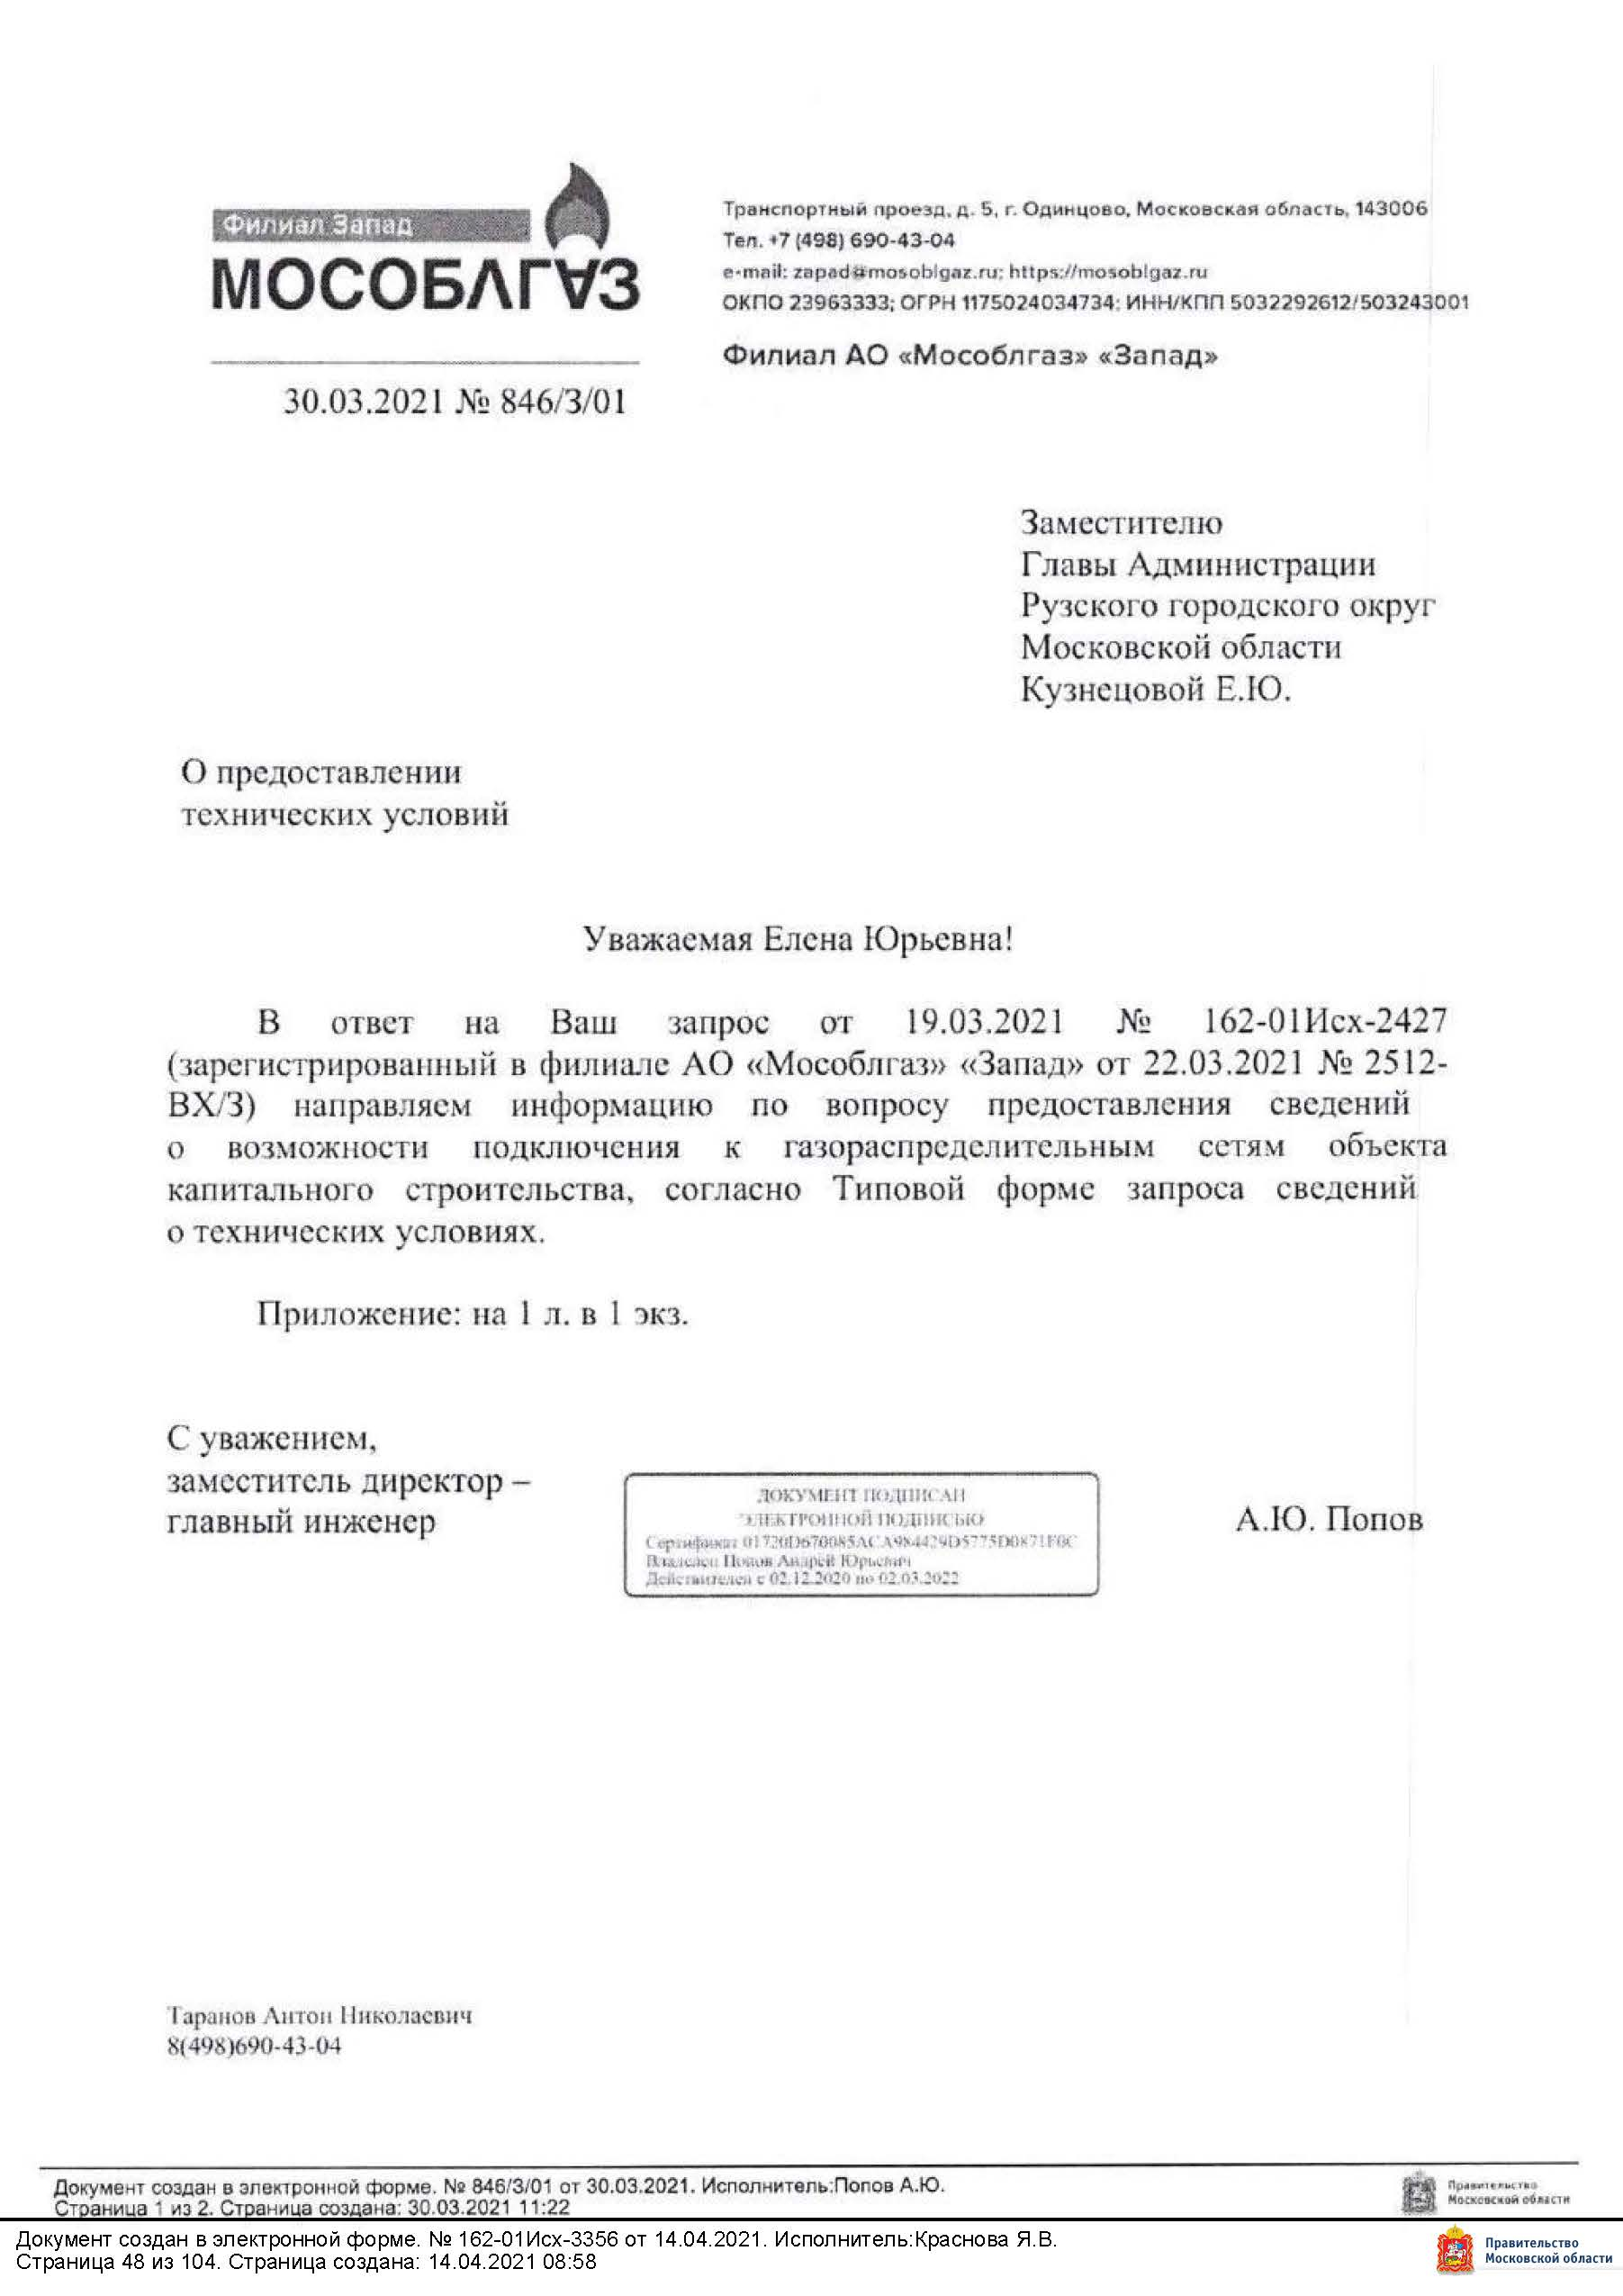 Филиал Запад
МОСОБЛГАЗ
30.03.2021 № 846/З/01
Транспортный проезд, д. 5, г. Одинцово, Московская область, 143006
Тел. +7 (498) 690-43-04
e-mail: zapad@mosoblgaz.ru; https://mosoblgaz.ru
ОКПО 23963333; ОГРН 1175024034734; ИНН/КПП 5032292612/503243001
Филиал АО «Мособлгаз» «Запад»
Заместителю
Главы Администрации
Рузского городского округ
Московской области
Кузнецовой Е.Ю.
О предоставлении
технических условий
Уважаемая Елена Юрьевна!
В ответ на Ваш запрос от 19.03.2021 № 162-01Исх-2427
(зарегистрированный в филиале АО «Мособлгаз» «Запад» от 22.03.2021 № 2512-
ВХ/З) направляем информацию по вопросу предоставления сведений
о возможности подключения к газораспределительным сетям объекта
капитального строительства, согласно Типовой форме запроса сведений
о технических условиях.
Приложение: на 1 л. в 1 экз.
С уважением,
заместитель директор –
главный инженер
ДОКУМЕНТ ПОДПИСАН
ЭЛЕКТРОННОЙ ПОДПИСЬЮ
Сертификат
Владелец Попов Андрей Юрьевич
Действителен с 02.12.2020 по 02.03.2022
А.Ю. Попов
Таранов Антон Николаевич
8(498)690-43-04
Документ создан в электронной форме. № 846/З/01 от 30.03.2021. Исполнитель:Попов А.Ю.
Страница 1 из 2. Страница создана: 30.03.2021 11:22
Правительство
Московской области
Документ создан в электронной форме. № 162-01Исх-3356 от 14.04.2021. Исполнитель:Краснова Я.В.
Страница 48 из 104. Страница создана: 14.04.2021 08:58
Правительство
Московской области